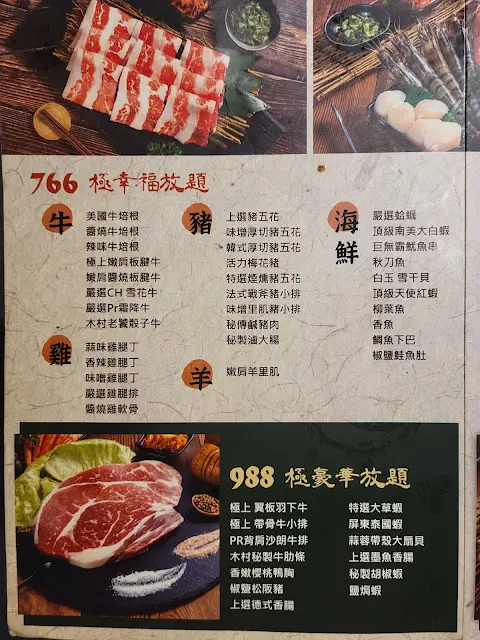 766 極幸福放題
牛
美國牛培根
醬燒牛培根
辣味牛培根
極上嫩肩板腱牛
嫩肩醬燒板腱牛
嚴選CH 雪花牛
嚴選Pr霜降牛
木村老饕骰子牛
雞
蒜味雞腿丁
香辣雞腿丁
味噌雞腿丁
嚴選雞腿排
醬燒雞軟骨
豬
上選豬五花
味增厚切豬五花
韓式厚切豬五花
活力梅花豬
特選煙燻豬五花
法式戰斧豬小排
味增里肌豬小排
秘傳鹹豬肉
秘製滷大腸
羊
嫩肩羊里肌
海鮮
嚴選蛤蠣
頂級南美大白蝦
巨無霸魷魚串
秋刀魚
白玉 雪干貝
頂級天使紅蝦
柳葉魚
香魚
鯛魚下巴
椒鹽鮭魚肚
988 極豪華放題
極上 翼板羽下牛
極上 帶骨牛小排
PR背肩沙朗牛排
木村秘製牛肋條
香嫩櫻桃鴨胸
椒鹽松阪豬
上選德式香腸
特選大草蝦
屏東泰國蝦
蒜蓉帶殼大扇貝
上選墨魚香腸
秘製胡椒蝦
鹽焗蝦